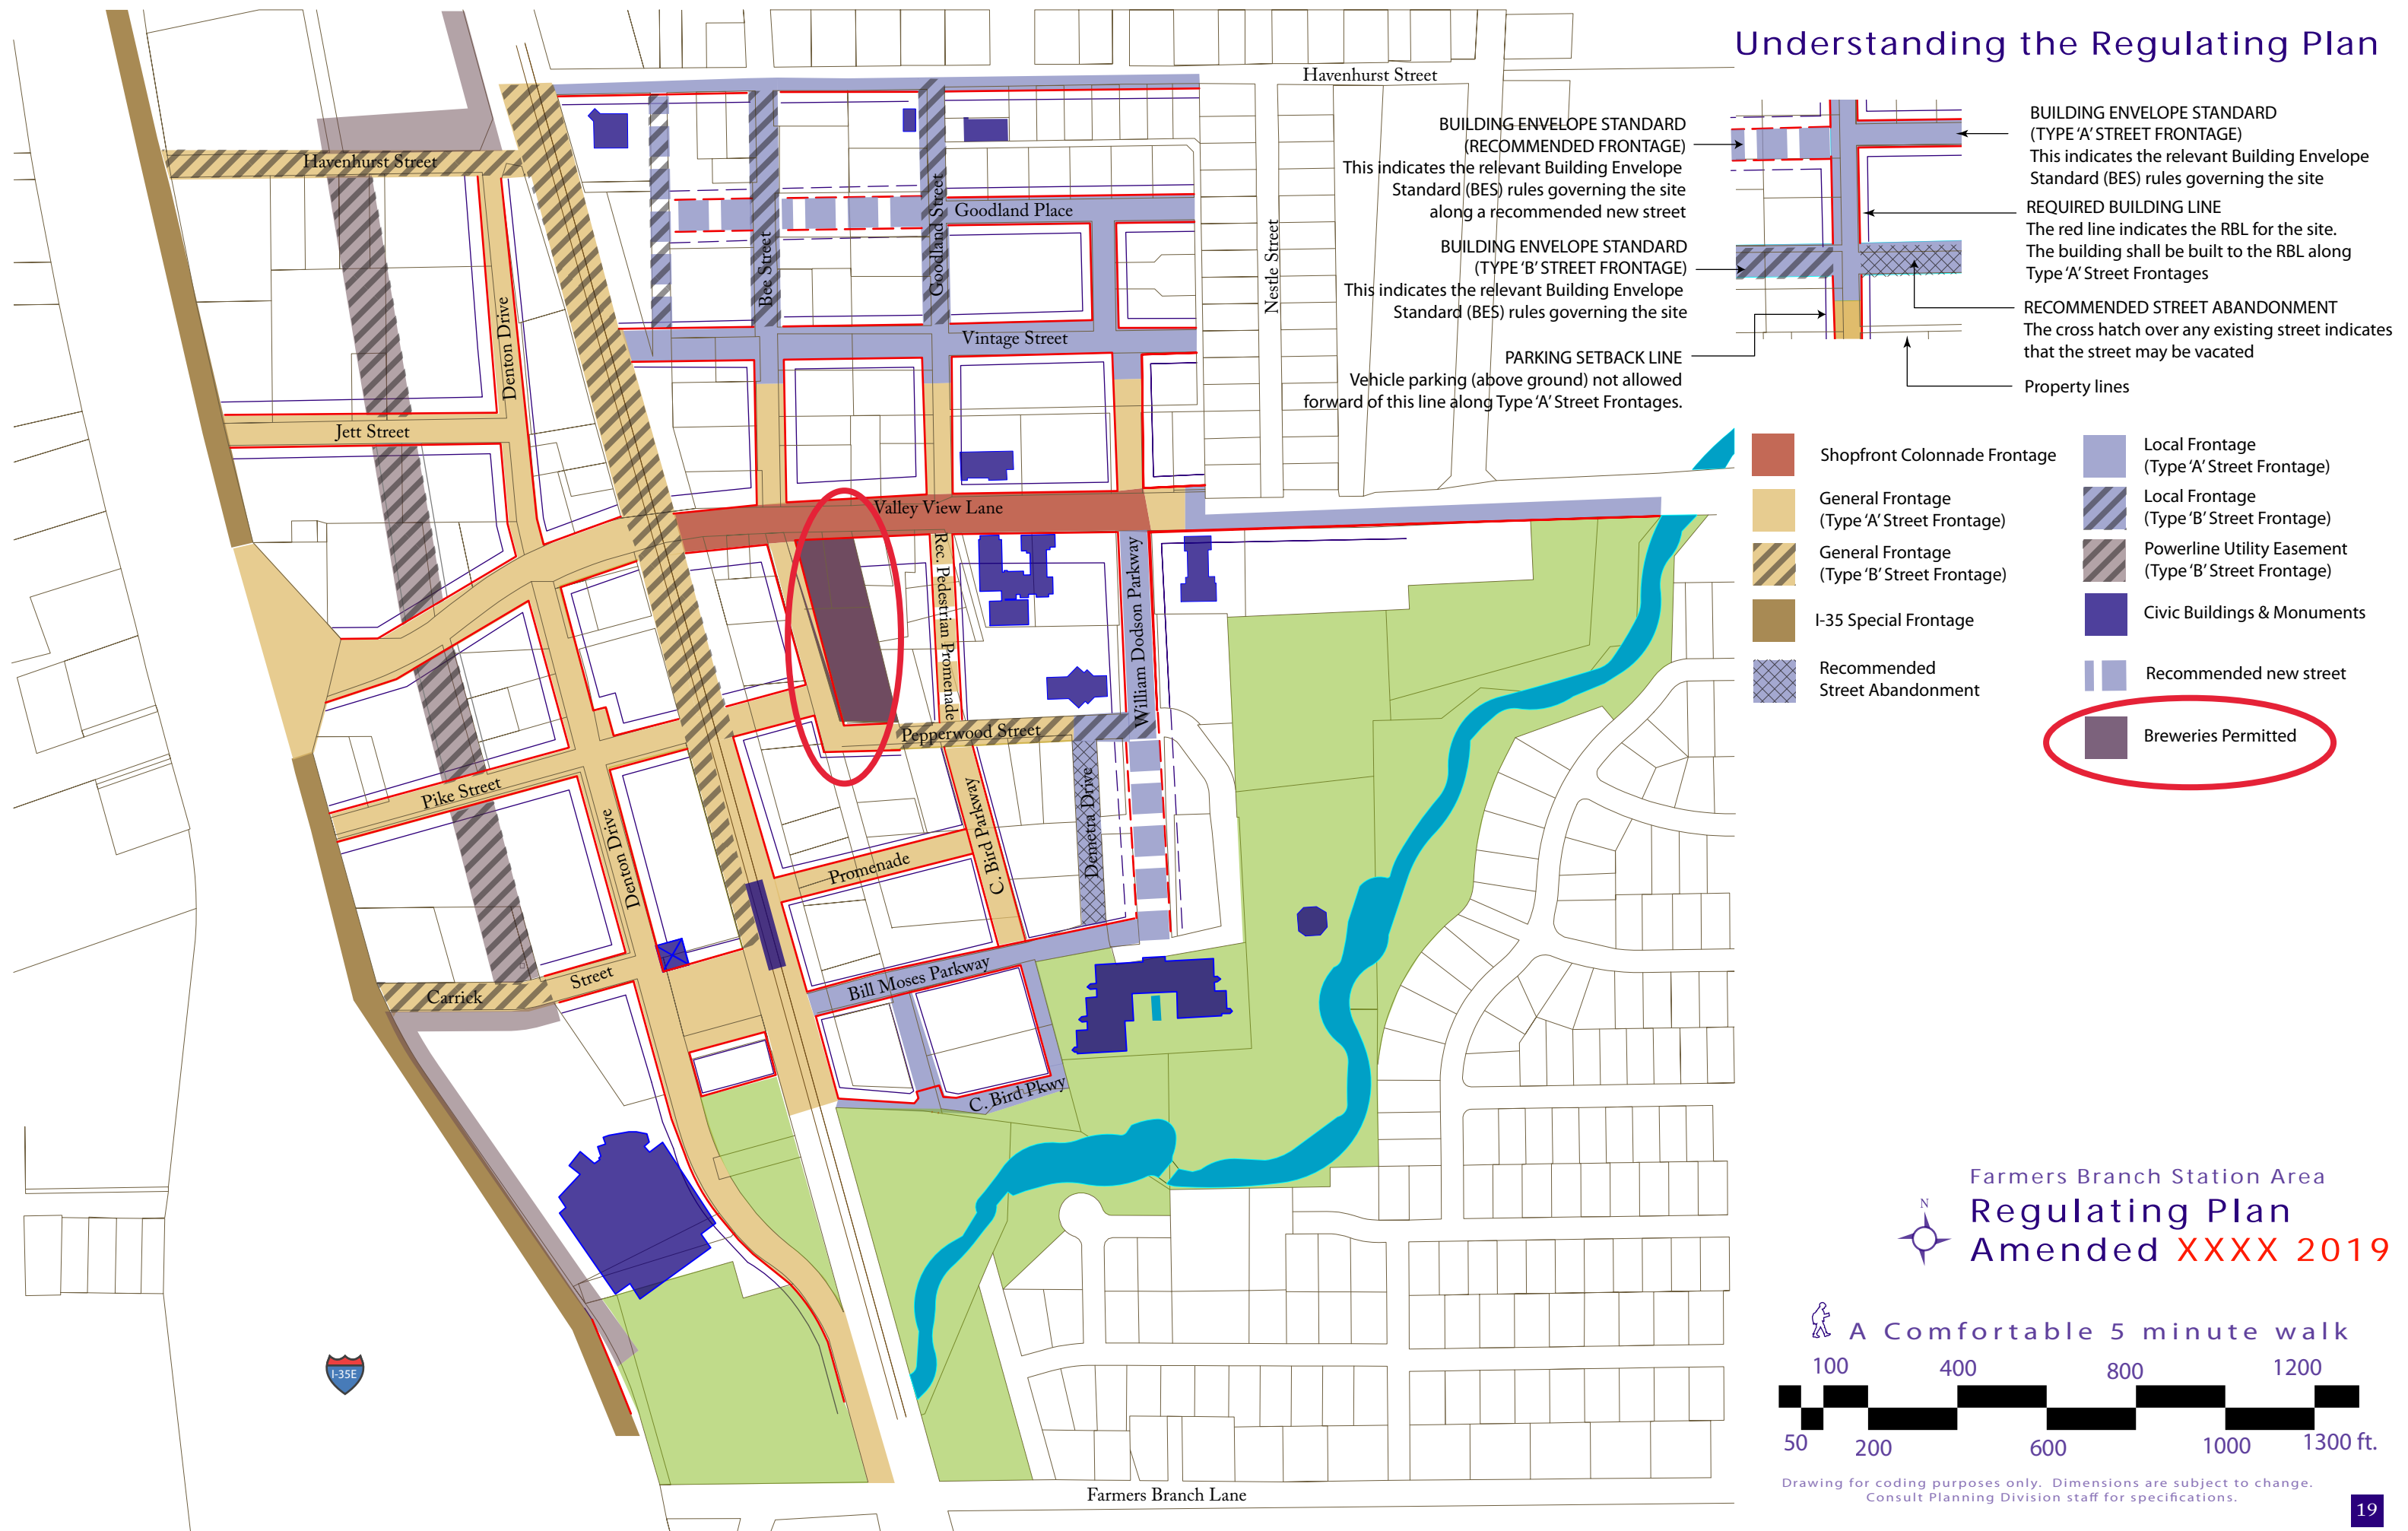 Understanding the Regulating Plan
Havenhurst Street
BUILDING ENVELOPE STANDARD
(RECOMMENDED FRONTAGE)
This indicates the relevant Building Envelope
Standard (BES) rules governing the site
along a recommended new street
BUILDING ENVELOPE STANDARD
(TYPE ‘B’ STREET FRONTAGE)
This indicates the relevant Building Envelope
Standard (BES) rules governing the site
PARKING SETBACK LINE
Vehicle parking (above ground) not allowed
forward of this line along Type ‘A’ Street Frontages.
BUILDING ENVELOPE STANDARD
(TYPE ‘A’ STREET FRONTAGE)
This indicates the relevant Building Envelope
Standard (BES) rules governing the site
REQUIRED BUILDING LINE
The red line indicates the RBL for the site.
The building shall be built to the RBL along
Type ‘A’ Street Frontages
RECOMMENDED STREET ABANDONMENT
The cross hatch over any existing street indicates
that the street may be vacated
Property lines
Shopfront Colonnade Frontage
General Frontage
(Type ‘A’ Street Frontage)
General Frontage
(Type ‘B’ Street Frontage)
I-35 Special Frontage
Recommended
Street Abandonment
Local Frontage
(Type ‘A’ Street Frontage)
Local Frontage
(Type ‘B’ Street Frontage)
Powerline Utility Easement
(Type ‘B’ Street Frontage)
Civic Buildings & Monuments
Recommended new street
Breweries Permitted
Havenhurst Street
Denton Drive
Jett Street
Bee Street
Goodland Street
Goodland Place
Nestle Street
Vintage Street
Valley View Lane
Rec. Pedestrian Promenade
William Dodson Parkway
Pepperwood Street
Pike Street
Denton Drive
Promenade
C. Bird Parkway
Demetra Drive
Carrick
Street
Bill Moses Parkway
C. Bird Pkwy
I-35E
Farmers Branch Lane
Farmers Branch Station Area
N
Regulating Plan
Amended XXXX 2019
A Comfortable 5 minute walk
100 400 800 1200
50 200 600 1000 1300 ft.
Drawing for coding purposes only. Dimensions are subject to change.
Consult Planning Division staff for specifications.
19